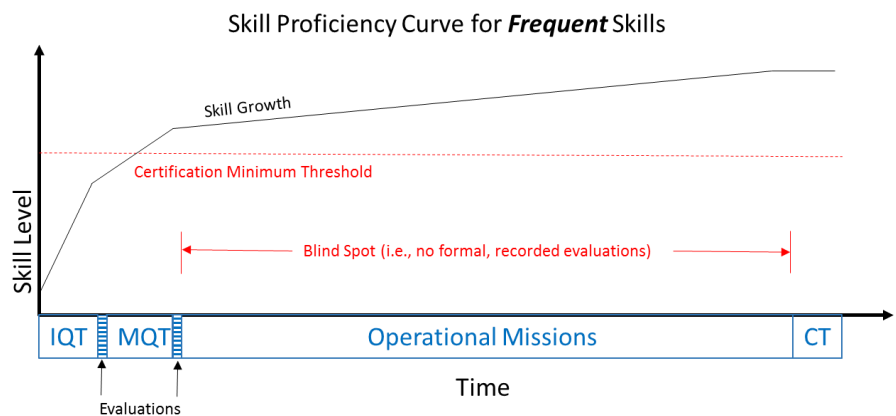 Skill Proficiency Curve for Frequent Skills
Skill Growth
Certification Minimum Threshold
Skill Level
Blind Spot (i.e., no formal, recorded evaluations)
IQT
MQT
Operational Missions
CT
Time
Evaluations